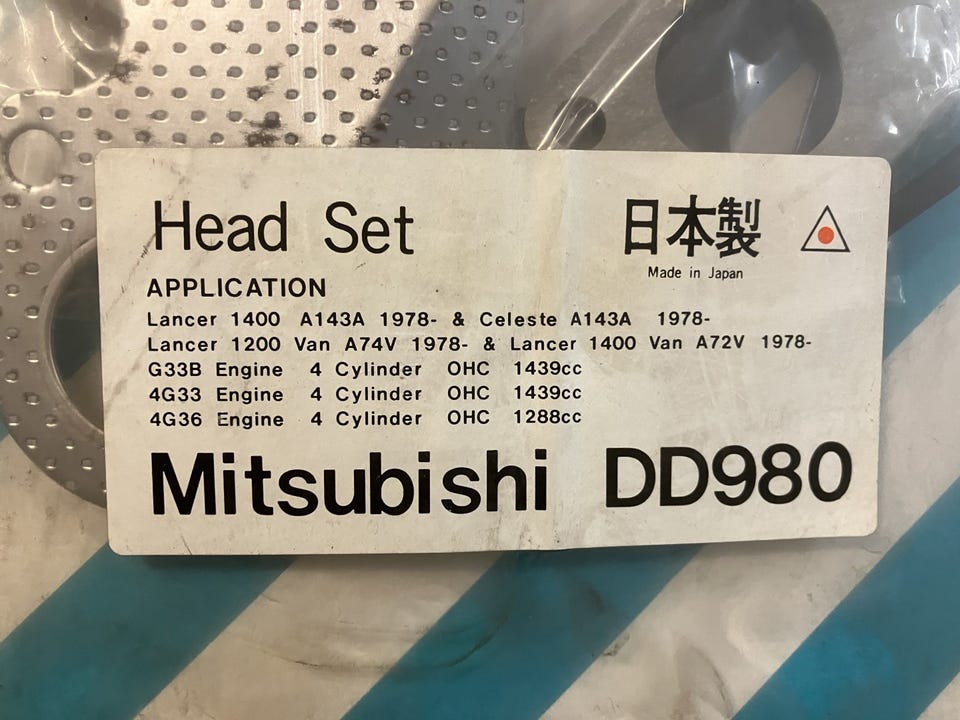 Head Set
日本製
Made in Japan
APPLICATION
Lancer 1400 A143A 1978- & Celeste A143A 1978-
Lancer 1200 Van A74V 1978- & Lancer 1400 Van A72V 1978-
G33B Engine 4 Cylinder OHC 1439cc
4G33 Engine 4 Cylinder OHC 1439cc
4G36 Engine 4 Cylinder OHC 1288cc
Mitsubishi DD980